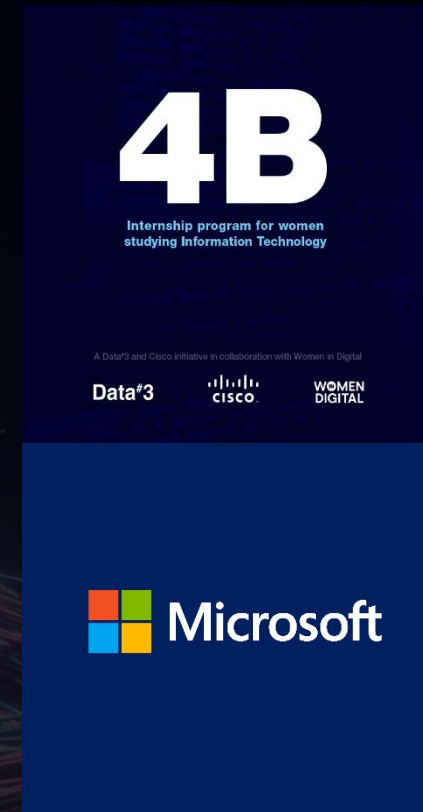 4B
Internship program for women
studying Information Technology
A Data#3 and Cisco initiative in collaboration with Women in Digital
Data#3
CISCO
WOMEN
DIGITAL
Microsoft